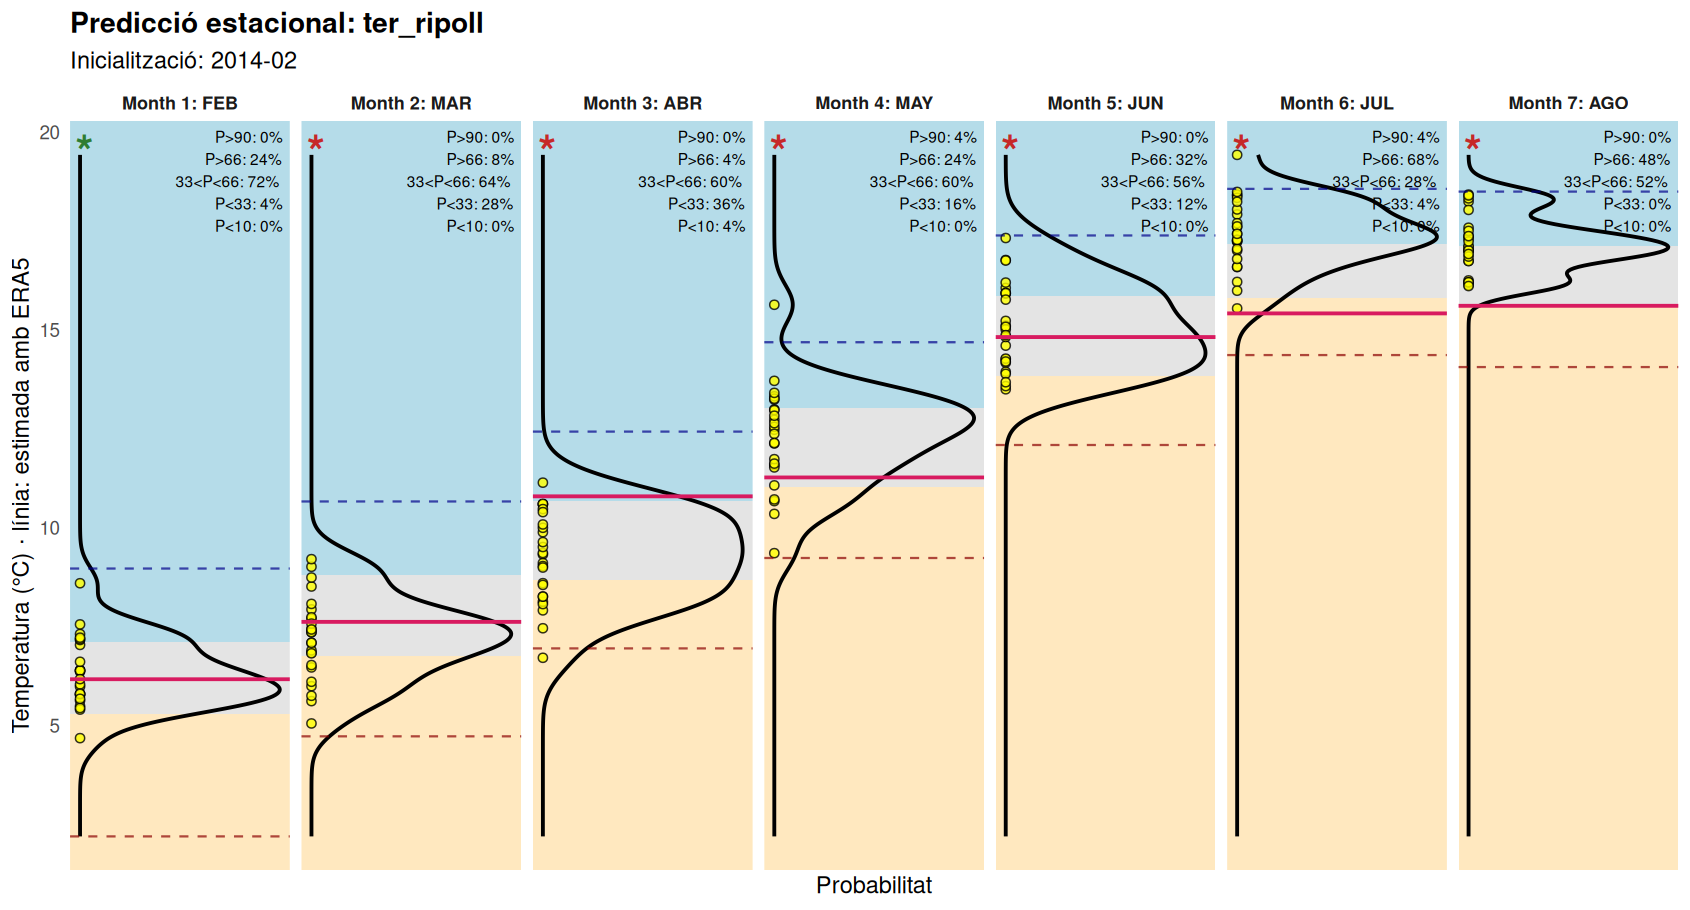 Predicció estacional: ter_ripoll
Inicialització: 2014-02
Month 1: FEB
Month 2: MAR
Month 3: ABR
Month 4: MAY
Month 5: JUN
Month 6: JUL
Month 7: AGO
*
P>90: 0%
P>66: 24%
33<P<66: 72%
P<33: 4%
P<10: 0%
*
P>90: 0%
P>66: 8%
33<P<66: 64%
P<33: 28%
P<10: 0%
*
P>90: 0%
P>66: 4%
33<P<66: 60%
P<33: 36%
P<10: 4%
*
P>90: 4%
P>66: 24%
33<P<66: 60%
P<33: 16%
P<10: 0%
*
P>90: 0%
P>66: 32%
33<P<66: 56%
P<33: 12%
P<10: 0%
*
P>90: 4%
P>66: 68%
33<P<66: 28%
P<33: 4%
P<10: 0%
*
P>90: 0%
P>66: 48%
33<P<66: 52%
P<33: 0%
P<10: 0%
20
15
10
5
Temperatura (°C) · línia: estimada amb ERA5
Probabilitat